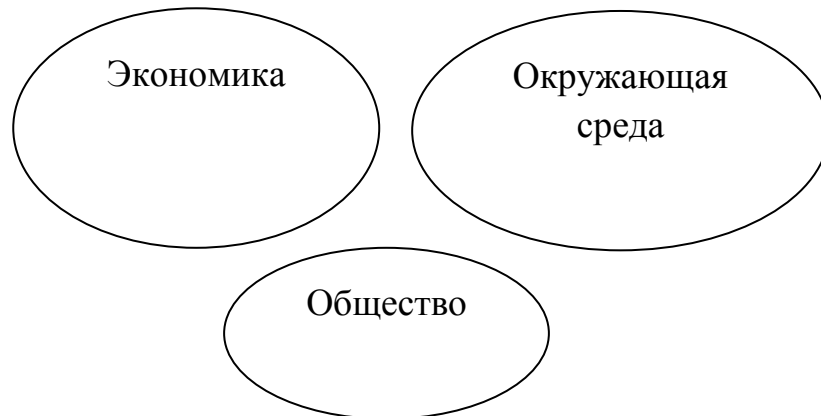 Экономика
Окружающая
среда
Общество